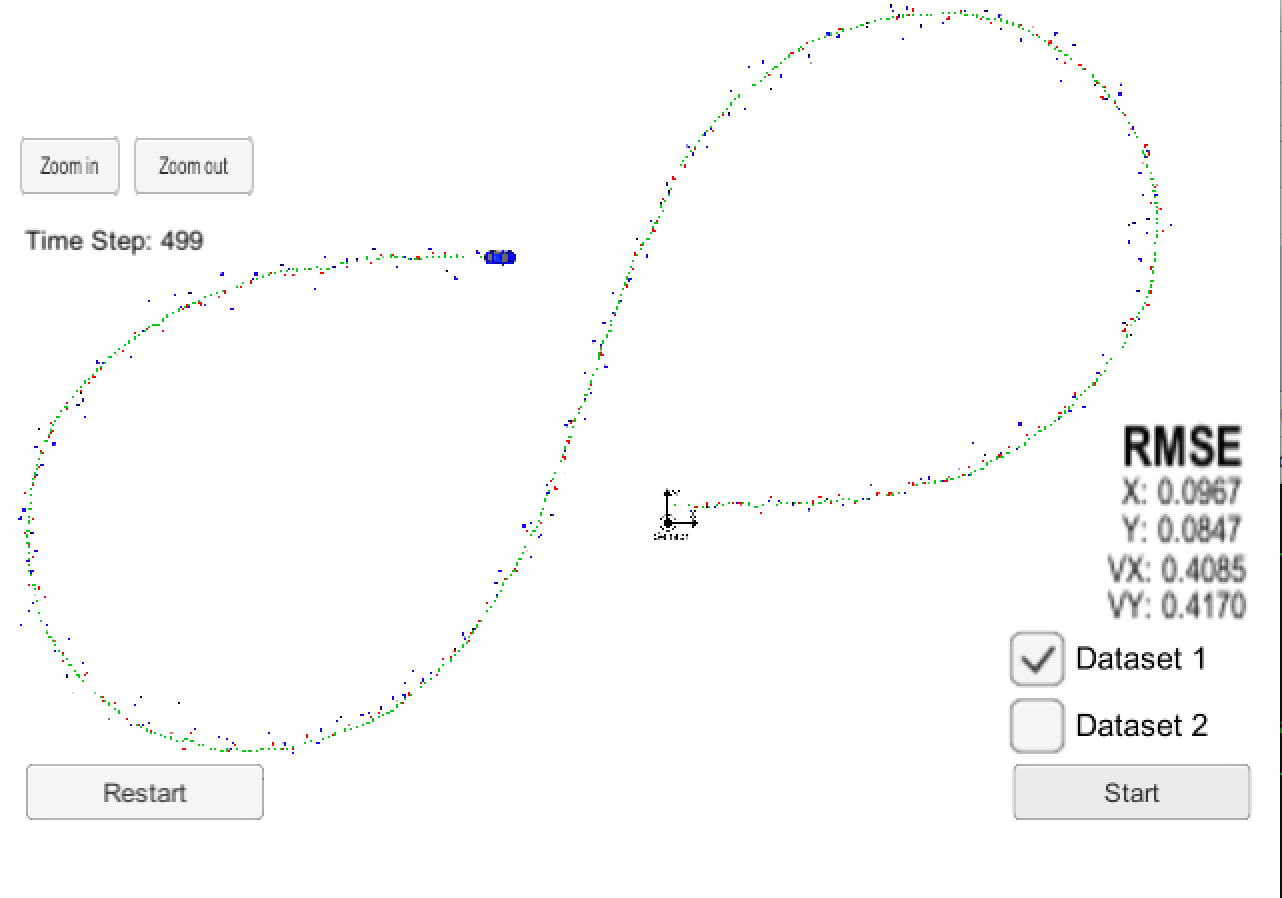 Zoom in
Zoom out
Time Step: 499
RMSE
X: 0.0967
Y: 0.0847
VX: 0.4085
VY: 0.4170
Dataset 1
Dataset 2
Restart
Start